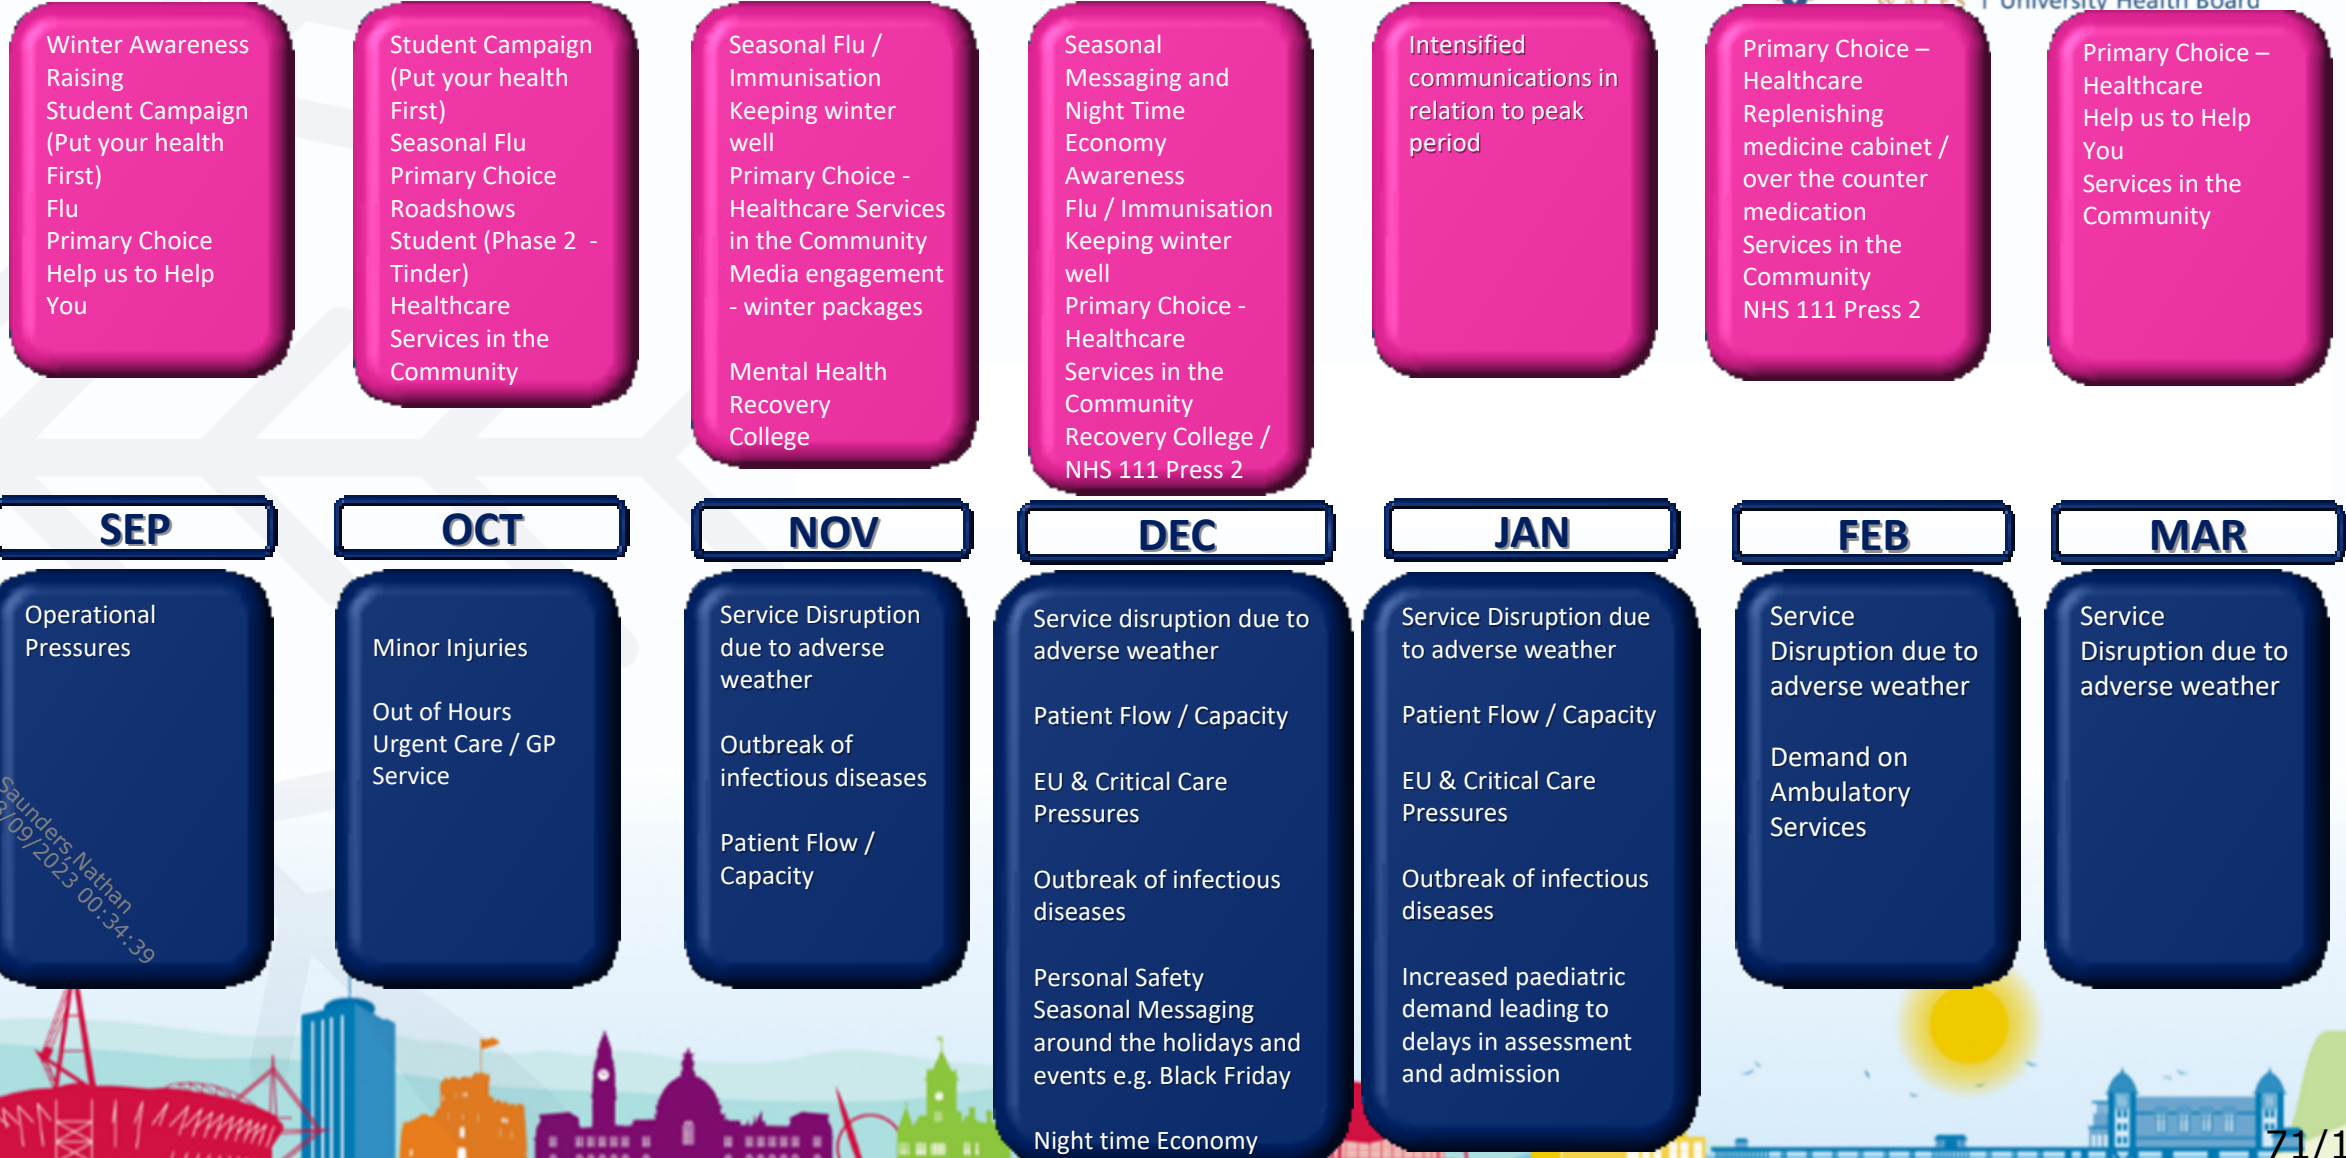 WALES | University Health Board
Winter Awareness
Raising
Student Campaign
(Put your health
First)
Flu
Primary Choice
Help us to Help
You
Student Campaign
(Put your health
First)
Seasonal Flu
Primary Choice
Roadshows
Student (Phase 2 -
Tinder)
Healthcare
Services in the
Community
Seasonal Flu /
Immunisation
Keeping winter
well
Primary Choice -
Healthcare Services
in the Community
Media engagement
- winter packages
Mental Health
Recovery
College
Seasonal
Messaging and
Night Time
Economy
Awareness
Flu / Immunisation
Keeping winter
well
Primary Choice -
Healthcare
Services in the
Community
Recovery College /
NHS 111 Press 2
Intensified
communications in
relation to peak
period
Primary Choice –
Healthcare
Replenishing
medicine cabinet /
over the counter
medication
Services in the
Community
NHS 111 Press 2
Primary Choice –
Healthcare
Help us to Help
You
Services in the
Community
SEP
OCT
NOV
DEC
JAN
FEB
MAR
Operational
Pressures
Minor Injuries
Out of Hours
Urgent Care / GP
Service
Service Disruption
due to adverse
weather
Outbreak of
infectious diseases
Patient Flow /
Capacity
Service disruption due to
adverse weather
Patient Flow / Capacity
EU & Critical Care
Pressures
Outbreak of infectious
diseases
Personal Safety
Seasonal Messaging
around the holidays and
events e.g. Black Friday
Night time Economy
Service Disruption due
to adverse weather
Patient Flow / Capacity
EU & Critical Care
Pressures
Outbreak of infectious
diseases
Increased paediatric
demand leading to
delays in assessment
and admission
Service
Disruption due to
adverse weather
Demand on
Ambulatory
Services
Service
Disruption due to
adverse weather
Saunders,Nathan
/09/2023 00:34:39
71/1